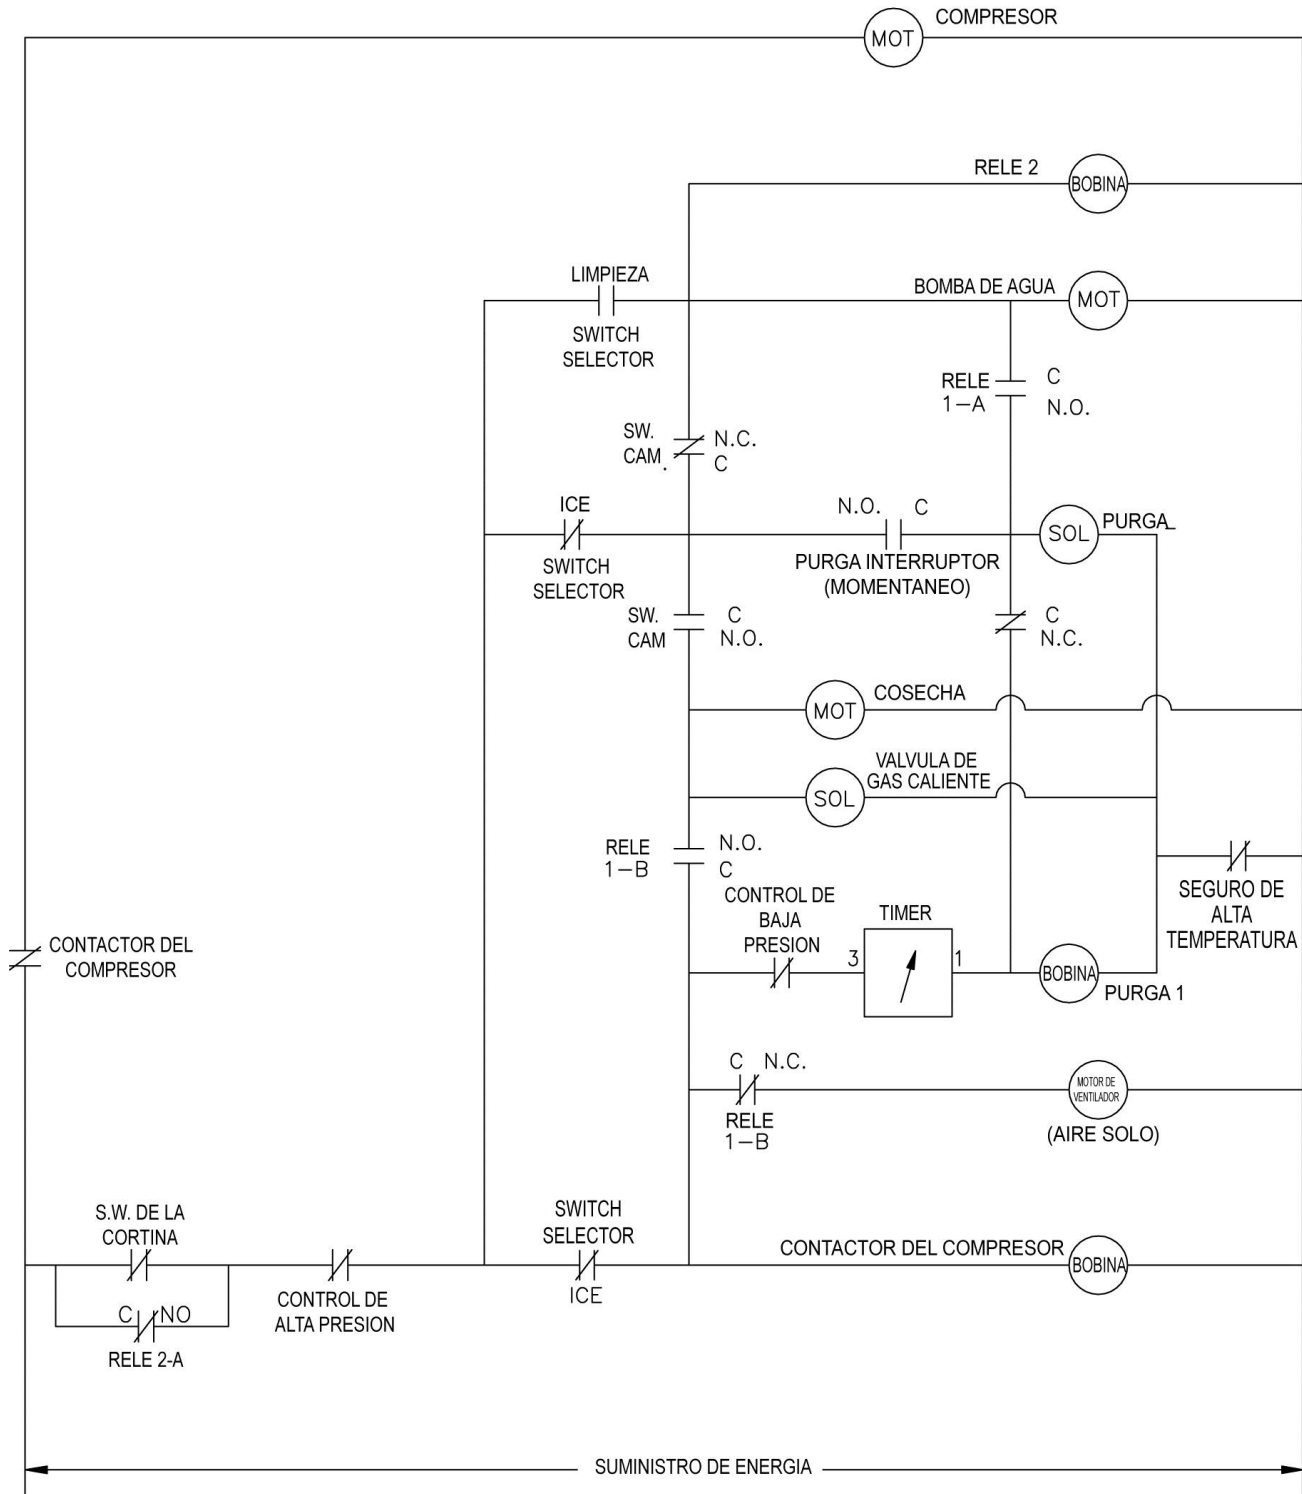 COMPRESOR
MOT
RELE 2
BOBINA
LIMPIEZA
SWITCH
SELECTOR
BOMBA DE AGUA
MOT
RELE
1-A
C
N.O.
SW.
CAM.
N.C.
C
ICE
SWITCH
SELECTOR
N.O. C
PURGA INTERRUPTOR
(MOMENTANEO)
SOL
PURGA_
SW.
CAM
C
N.O.
C
N.C.
MOT
COSECHA
VALVULA DE
GAS CALIENTE
SOL
RELE
1-B
N.O.
C
CONTROL DE
BAJA
PRESION
TIMER
3
1
SEGURO DE
ALTA
TEMPERATURA
CONTACTOR DEL
COMPRESOR
BOBINA
PURGA 1
C N.C.
RELE
1-B
MOTOR DE
VENTILADOR
(AIRE SOLO)
S.W. DE LA
CORTINA
C NO
RELE 2-A
CONTROL DE
ALTA PRESION
SWITCH
SELECTOR
ICE
CONTACTOR DEL COMPRESOR
BOBINA
SUMINISTRO DE ENERGIA